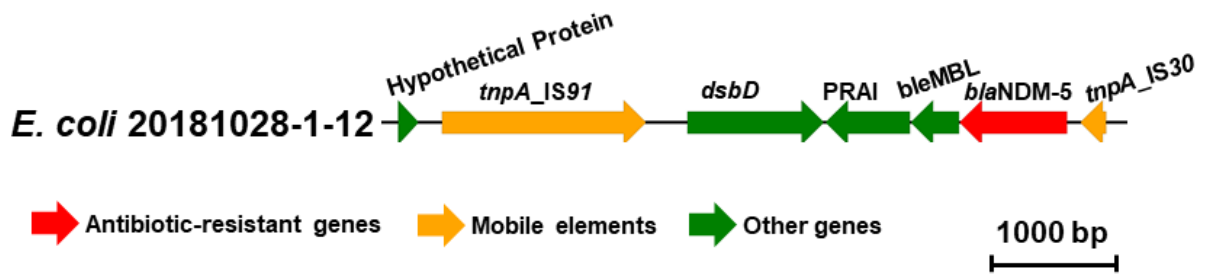 Hypothetical Protein
tnpA_IS91
dsbD
PRAI
bleMBL
blaNDM-5
tnpA_IS30
E. coli 20181028-1-12
Antibiotic-resistant genes
Mobile elements
Other genes
1000 bp